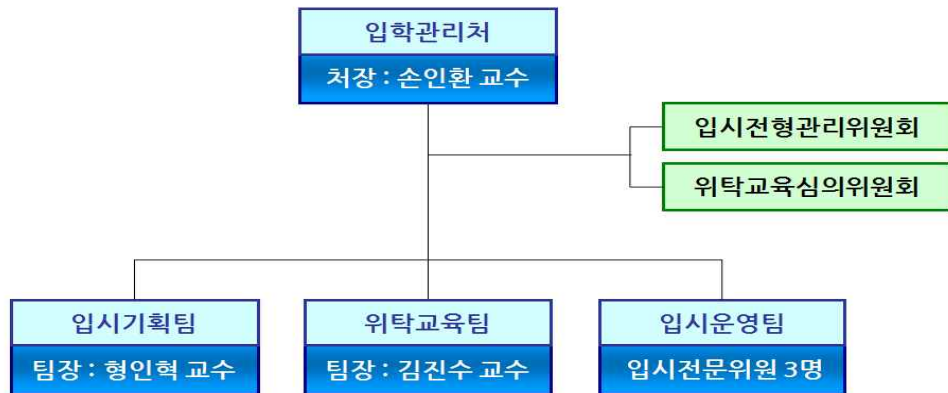 입학관리처
처장 : 손인환 교수
입시전형관리위원회
위탁교육심의위원회
입시기획팀
팀장 : 형인혁 교수
위탁교육팀
팀장 : 김진수 교수
입시운영팀
입시전문위원 3명